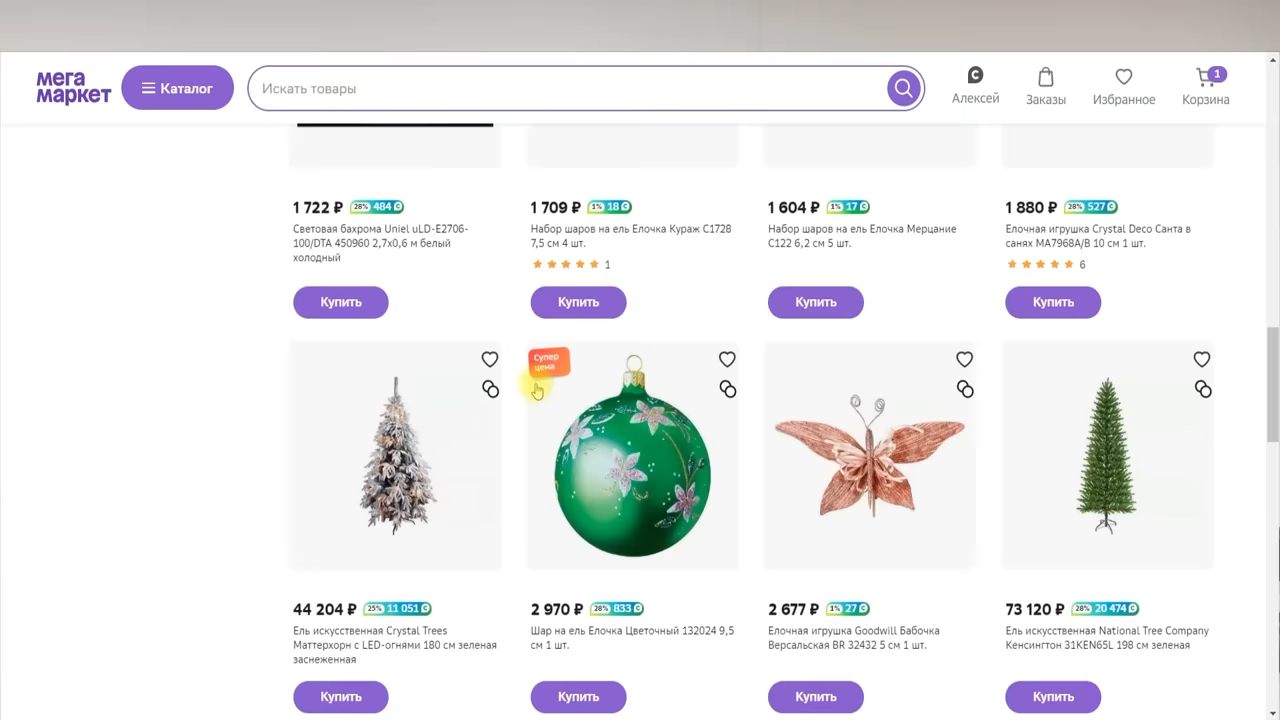 мега
маркет
Каталог
Искать товары
Алексей
Заказы
Избранное
1
Корзина
1 722 ₽ 28% 484
1 709 ₽ 1% 18
1 604 ₽ 1% 17
1 880 ₽ 28% 527
Световая бахрома Uniel uLD-E2706-
100/DTA 450960 2,7x0,6 м белый
холодный
Набор шаров на ель Елочка Кураж С1728
7,5 см 4 шт.
1
Набор шаров на ель Елочка Мерцание
С122 6,2 см 5 шт.
Елочная игрушка Crystal Deco Санта в
санях MA7968A/B 10 см 1 шт.
6
Купить
Купить
Купить
Купить
Супер
цена
44 204 ₽ 25% 11 051
2 970 ₽ 28% 833
2 677 ₽ 1% 27
73 120 ₽ 28% 20 474
Ель искусственная Crystal Trees
Маттерхорн с LED-огнями 180 см зеленая
заснеженная
Шар на ель Елочка Цветочный 132024 9,5
см 1 шт.
Елочная игрушка Goodwill Бабочка
Версальская BR 32432 5 см 1 шт.
Ель искусственная National Tree Company
Кенсингтон 31KEN65L 198 см зеленая
Купить
Купить
Купить
Купить